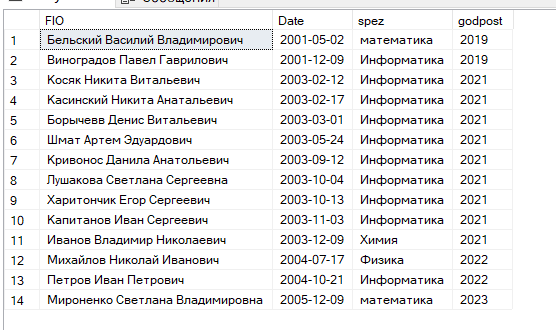 FIO Date spez godpost
1 Бельский Василий Владимирович 2001-05-02 математика 2019
2 Виноградов Павел Гаврилович 2001-12-09 Информатика 2019
3 Косяк Никита Витальевич 2003-02-12 Информатика 2021
4 Касинский Никита Анатальевич 2003-02-17 Информатика 2021
5 Борычевв Денис Витальевич 2003-03-01 Информатика 2021
6 Шмат Артем Эдуардович 2003-05-24 Информатика 2021
7 Кривонос Данила Анатольевич 2003-09-12 Информатика 2021
8 Лушакова Светлана Сергеевна 2003-10-04 Информатика 2021
9 Харитончик Егор Сергеевич 2003-10-13 Информатика 2021
10 Капитанов Иван Сергеевич 2003-11-03 Информатика 2021
11 Иванов Владимир Николаевич 2003-12-09 Химия 2021
12 Михайлов Николай Иванович 2004-07-17 Физика 2022
13 Петров Иван Петрович 2004-10-21 Информатика 2022
14 Мироненко Светлана Владимировна 2005-12-09 математика 2023